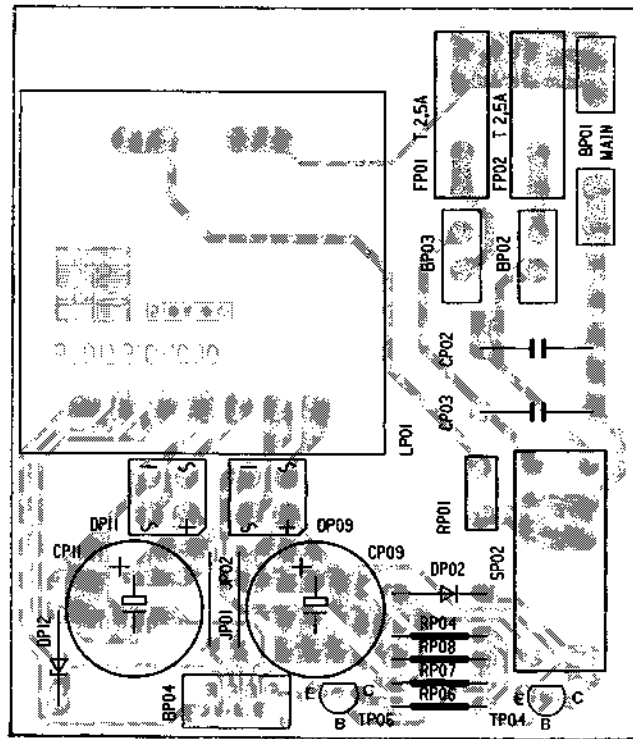 T 2,5A
T 2,5A
FP01
FP02
BP01
MAIN
BP03
BP02
CP02
CP03
LP01
RP01
SP02
DP11
DP09
CP11
JP02
CP09
DP02
JP01
RP04
DP12
RP08
RP07
RP06
BP04
E
C
B
TP06
TP04
E
C
B